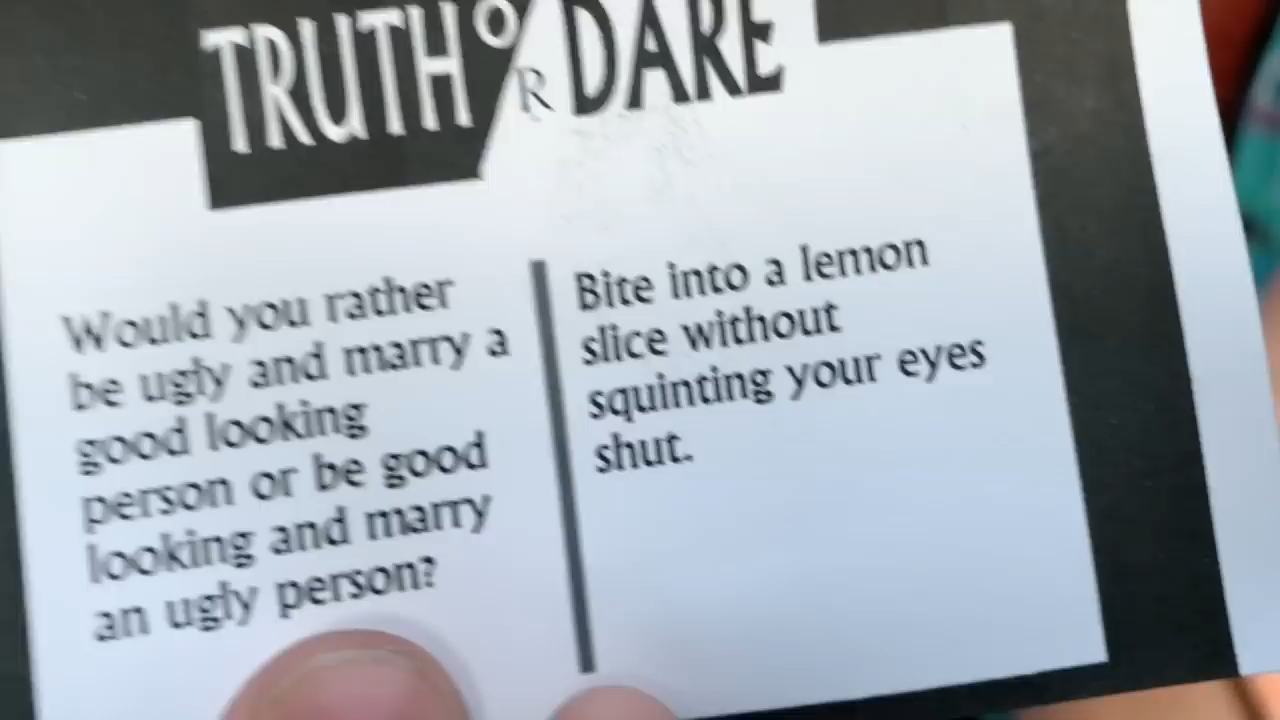 TRUTH OR DARE
Would you rather
be ugly and marry a
good looking
person or be good
looking and marry
an ugly person?
Bite into a lemon
slice without
squinting your eyes
shut.